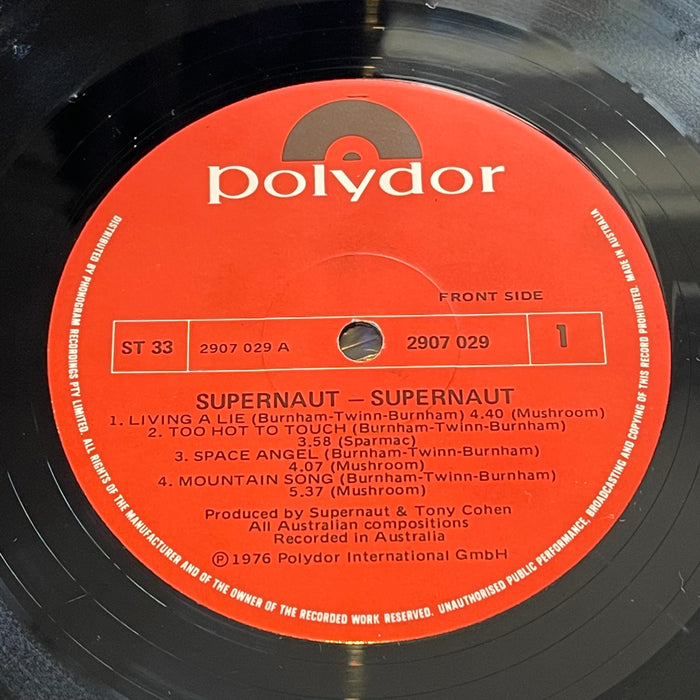 polydor
FRONT SIDE
ST 33 2907 029 A 2907 029 1
SUPERNAUT — SUPERNAUT
1. LIVING A LIE (Burnham-Twinn-Burnham) 4.40 (Mushroom)
2. TOO HOT TO TOUCH (Burnham-Twinn-Burnham)
3.58 (Sparmac)
3. SPACE ANGEL (Burnham-Twinn-Burnham)
4.07 (Mushroom)
4. MOUNTAIN SONG (Burnham-Twinn-Burnham)
5.37 (Mushroom)
Produced by Supernaut & Tony Cohen
All Australian compositions
Recorded in Australia
Ⓟ 1976 Polydor International GmbH
DISTRIBUTED BY PHONOGRAM RECORDINGS PTY LIMITED. ALL RIGHTS OF THE MANUFACTURER AND OF THE OWNER OF THE RECORDED WORK RESERVED. UNAUTHORISED PUBLIC PERFORMANCE, BROADCASTING AND COPYING OF THIS RECORD PROHIBITED. MADE IN AUSTRALIA